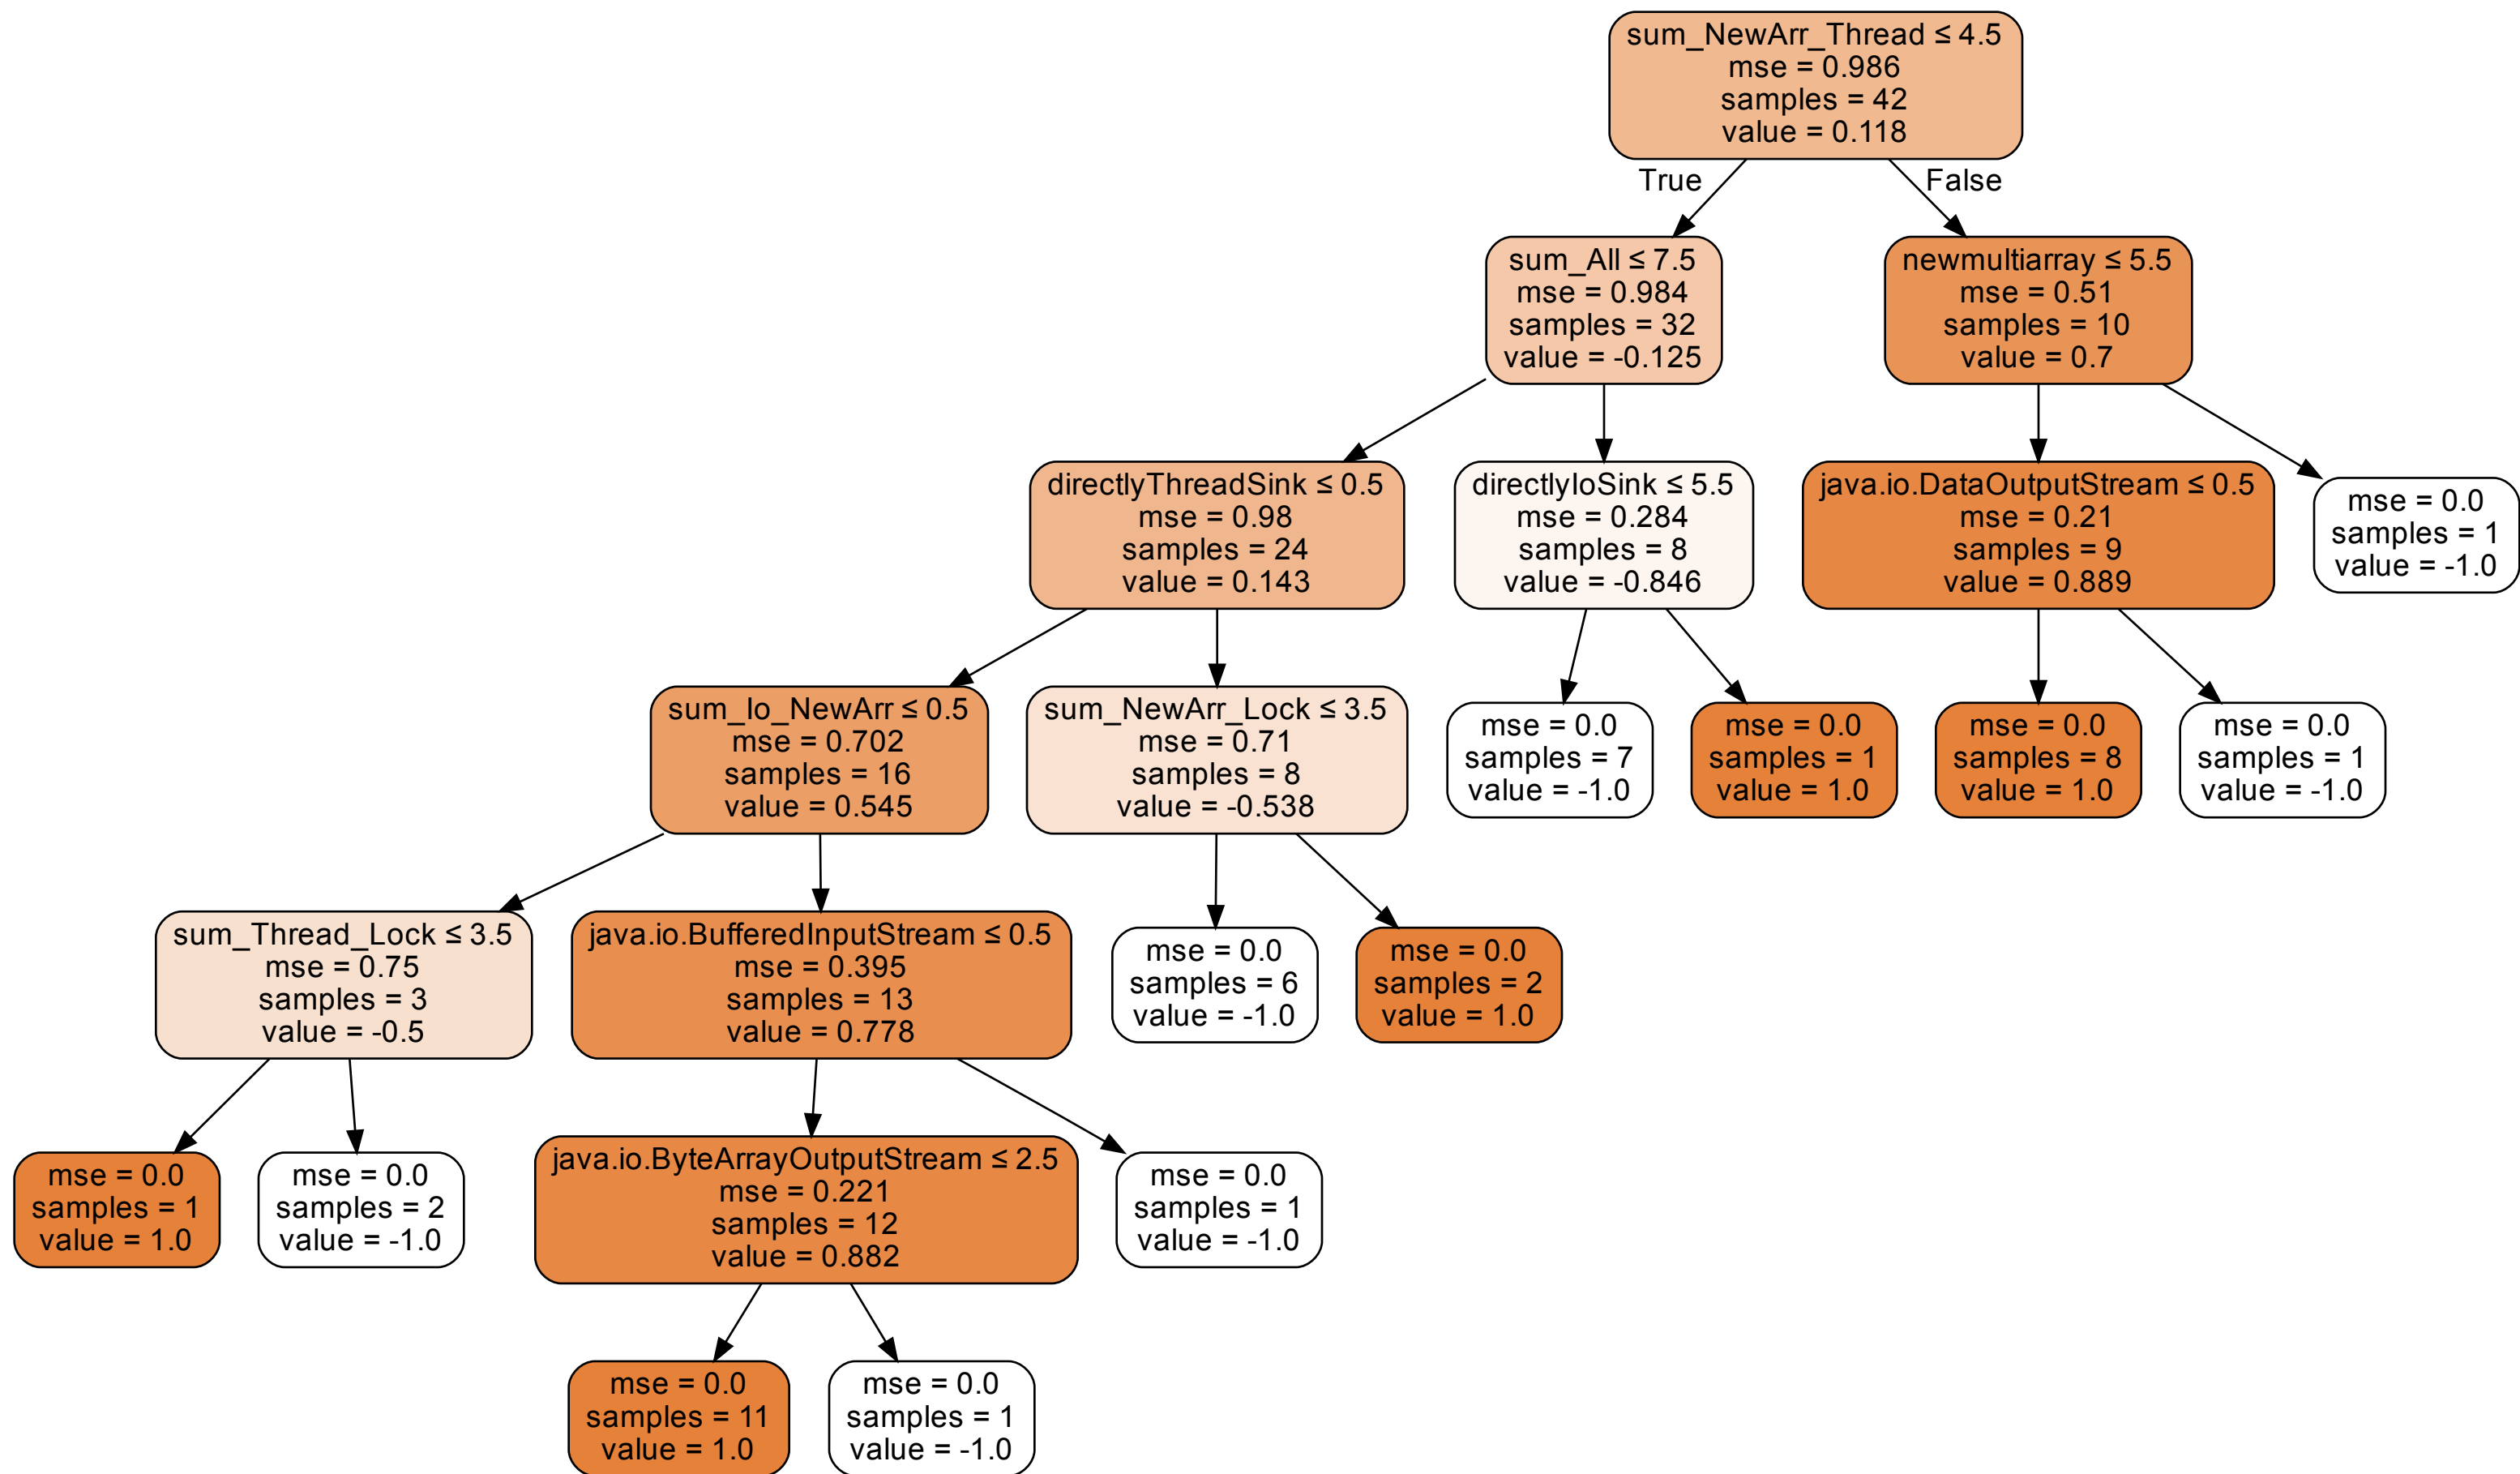 sum_NewArr_Thread ≤ 4.5
mse = 0.986
samples = 42
value = 0.118
True
False
sum_All ≤ 7.5
mse = 0.984
samples = 32
value = -0.125
newmultiarray ≤ 5.5
mse = 0.51
samples = 10
value = 0.7
directlyThreadSink ≤ 0.5
mse = 0.98
samples = 24
value = 0.143
directlyIoSink ≤ 5.5
mse = 0.284
samples = 8
value = -0.846
java.io.DataOutputStream ≤ 0.5
mse = 0.21
samples = 9
value = 0.889
mse = 0.0
samples = 1
value = -1.0
sum_Io_NewArr ≤ 0.5
mse = 0.702
samples = 16
value = 0.545
sum_NewArr_Lock ≤ 3.5
mse = 0.71
samples = 8
value = -0.538
mse = 0.0
samples = 7
value = -1.0
mse = 0.0
samples = 1
value = 1.0
mse = 0.0
samples = 8
value = 1.0
mse = 0.0
samples = 1
value = -1.0
sum_Thread_Lock ≤ 3.5
mse = 0.75
samples = 3
value = -0.5
java.io.BufferedInputStream ≤ 0.5
mse = 0.395
samples = 13
value = 0.778
mse = 0.0
samples = 6
value = -1.0
mse = 0.0
samples = 2
value = 1.0
mse = 0.0
samples = 1
value = 1.0
mse = 0.0
samples = 2
value = -1.0
java.io.ByteArrayOutputStream ≤ 2.5
mse = 0.221
samples = 12
value = 0.882
mse = 0.0
samples = 1
value = -1.0
mse = 0.0
samples = 11
value = 1.0
mse = 0.0
samples = 1
value = -1.0